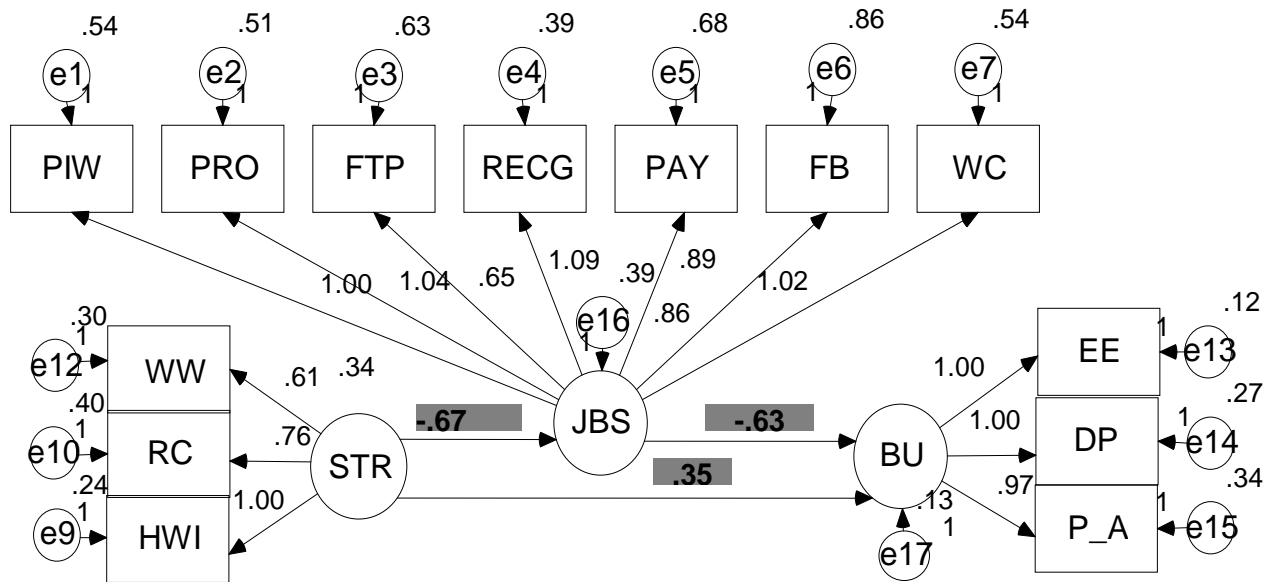 .54 .51 .63 .39 .68 .86 .54
e1 e2 e3 e4 e5 e6 e7
1 1 1 1 1 1 1
PIW PRO FTP RECG PAY FB WC
1.00 1.04 .65 1.09 .39 .89 1.02
e16 .86
1
.30 .12
1 1
e12 WW .61 .34 1.00 EE e13
.40 -.67 JBS -.63 .27
1 1
e10 RC .76 STR BU 1.00 DP e14
.24 .35 .97 .34
1 1.00 .13 1
e9 HWI 1 P_A e15
e17